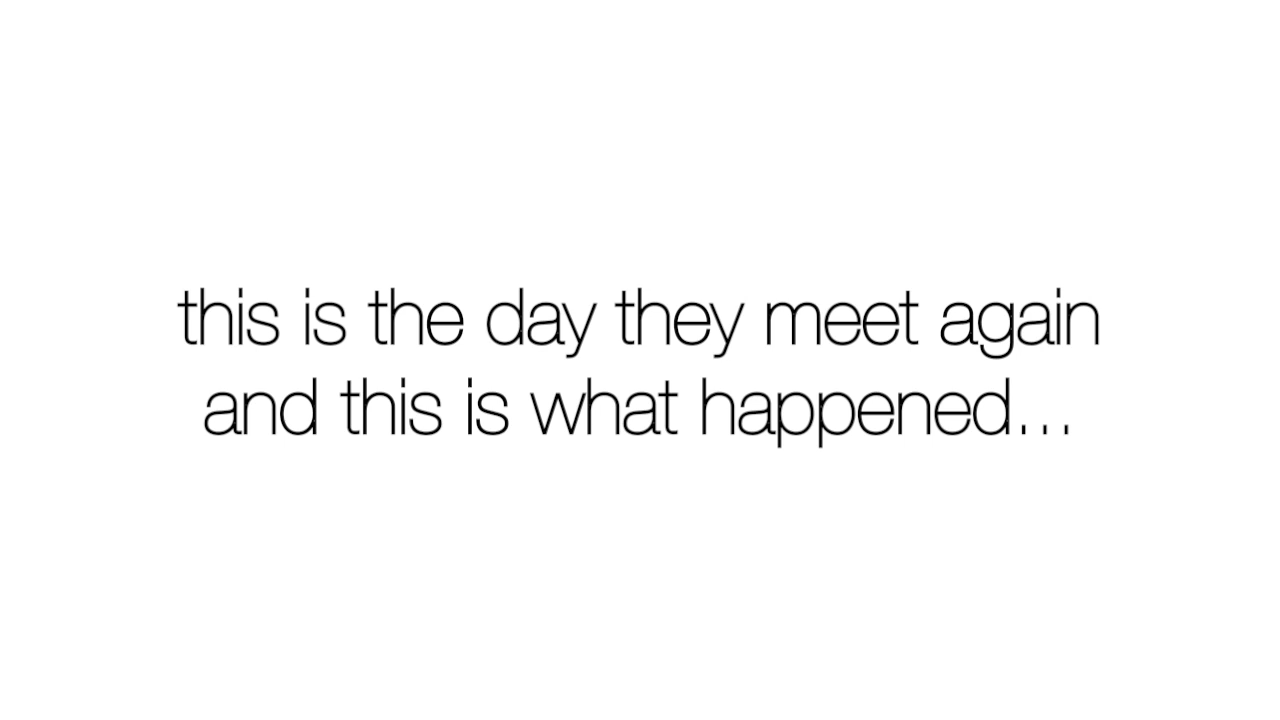 this is the day they meet again
and this is what happened...